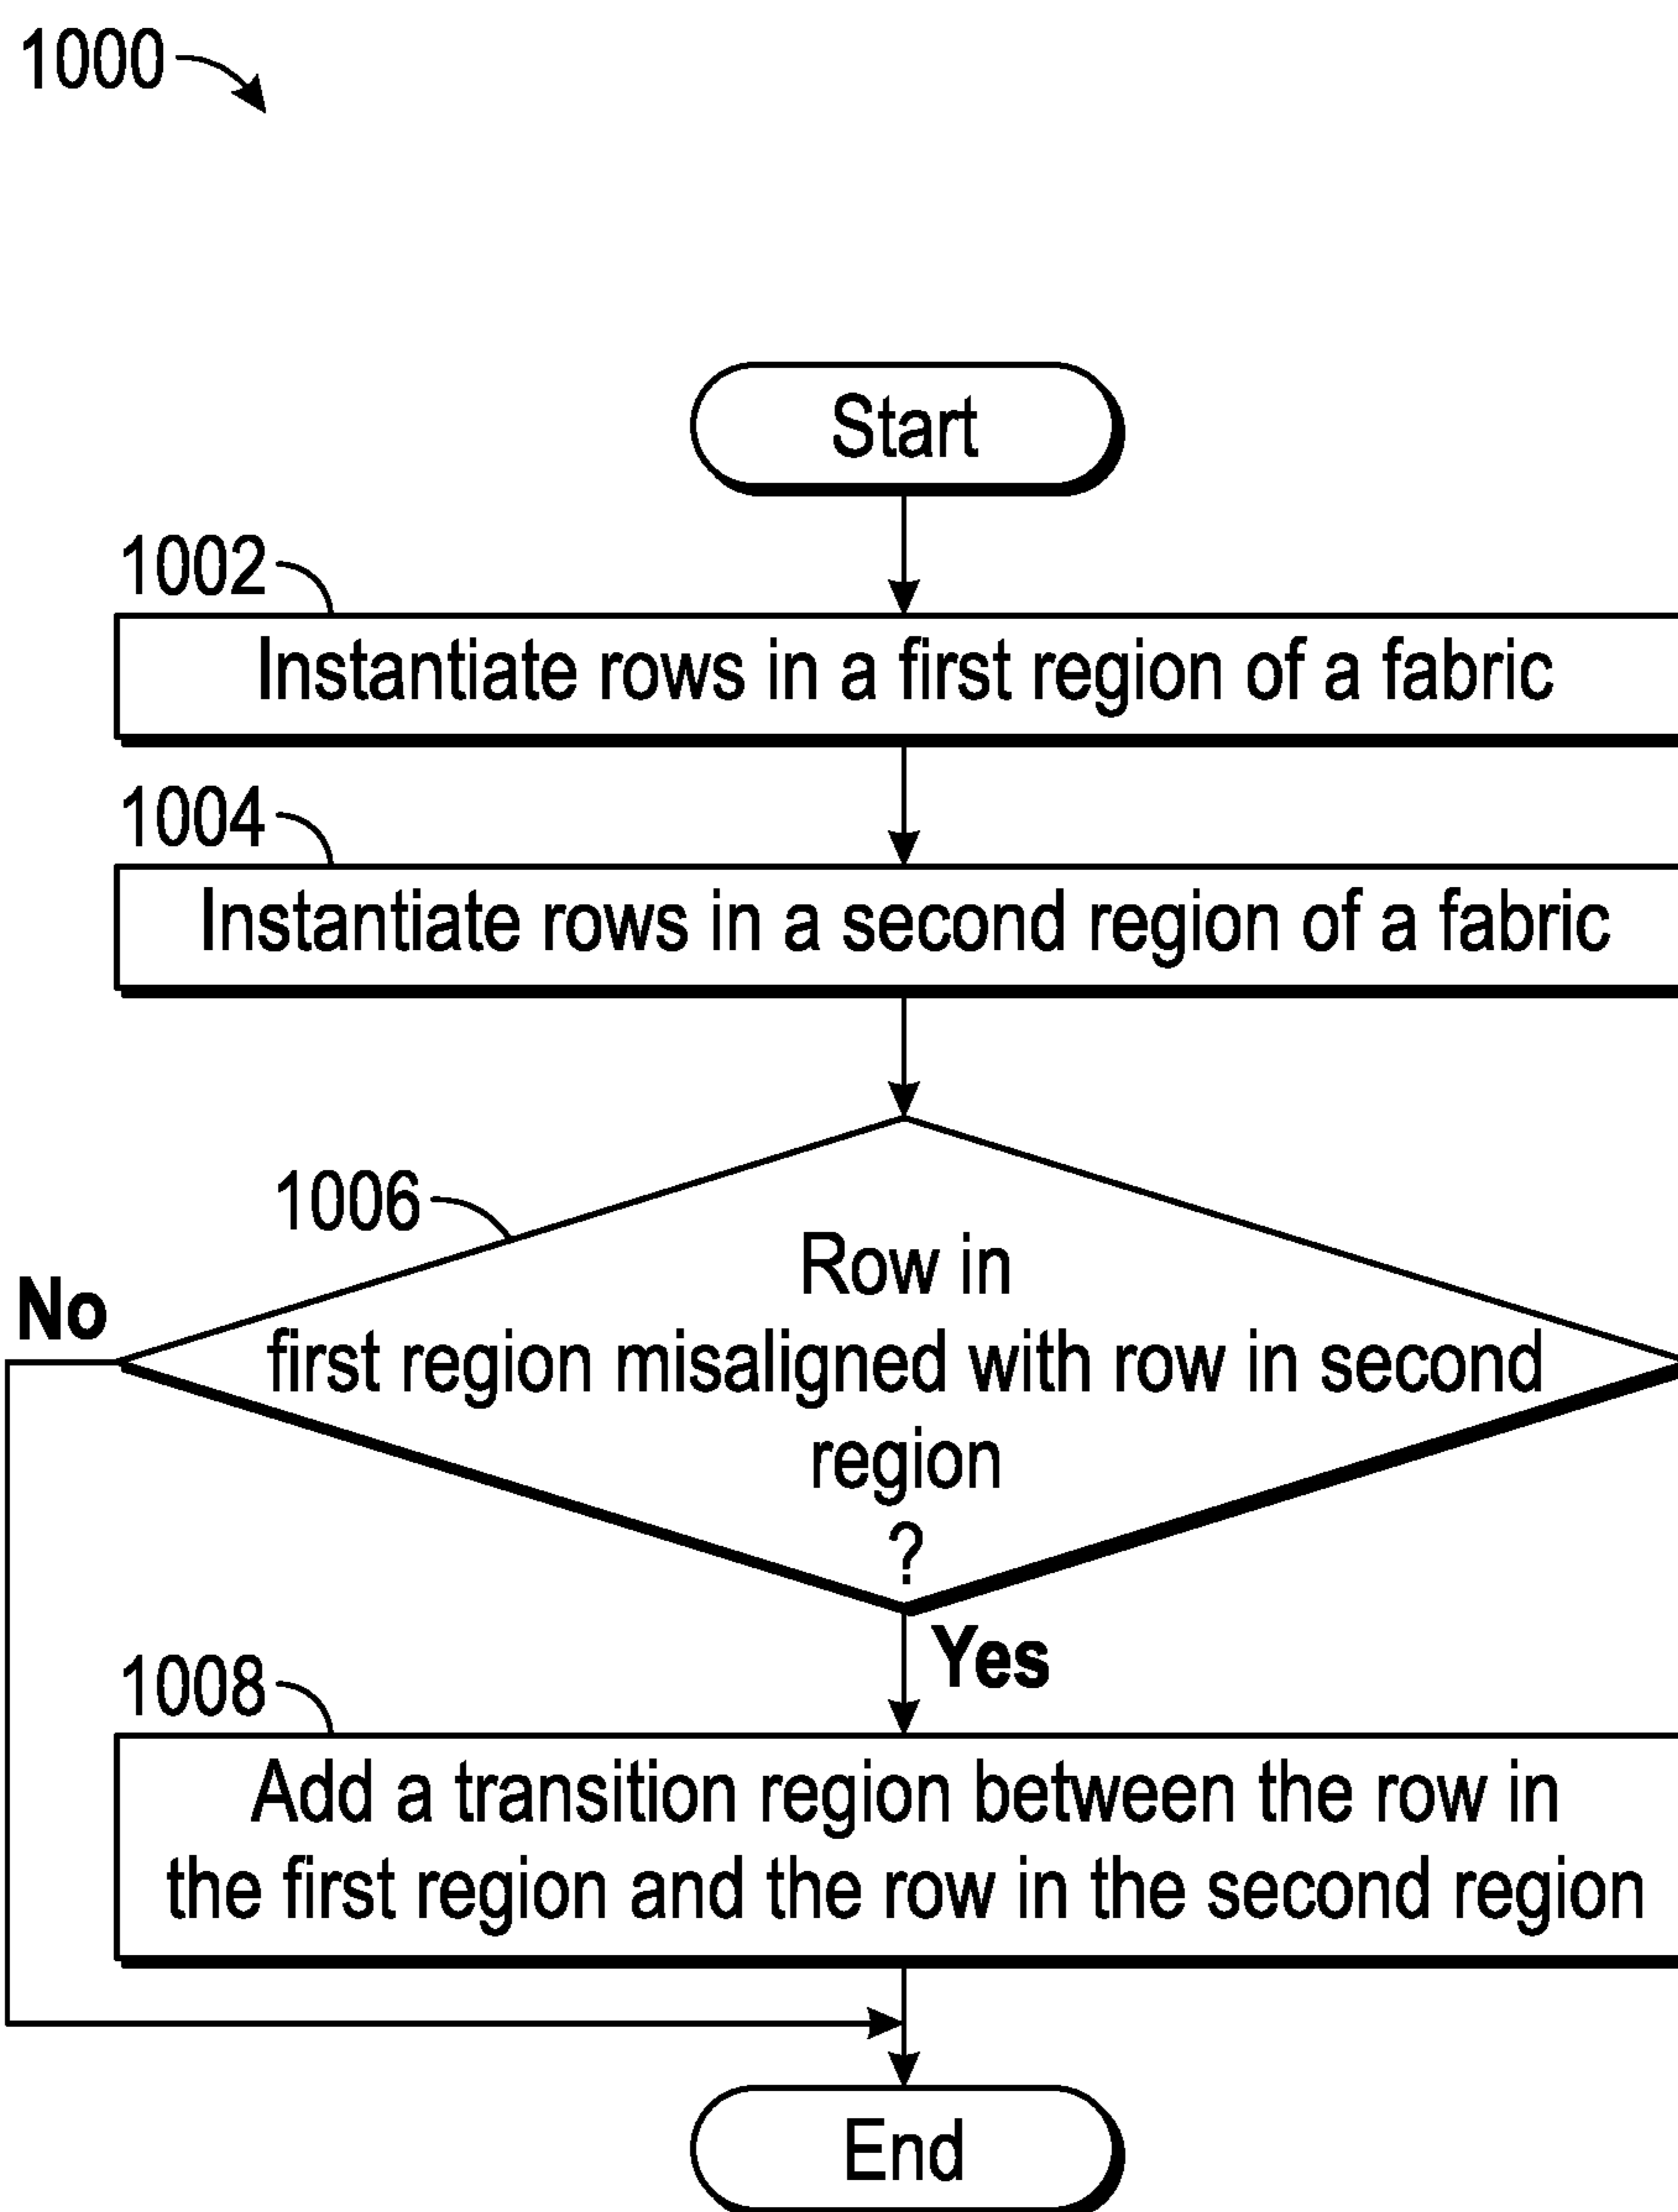 1000
Start
1002
Instantiate rows in a first region of a fabric
1004
Instantiate rows in a second region of a fabric
1006
Row in
first region misaligned with row in second
region
?
No
Yes
1008
Add a transition region between the row in
the first region and the row in the second region
End